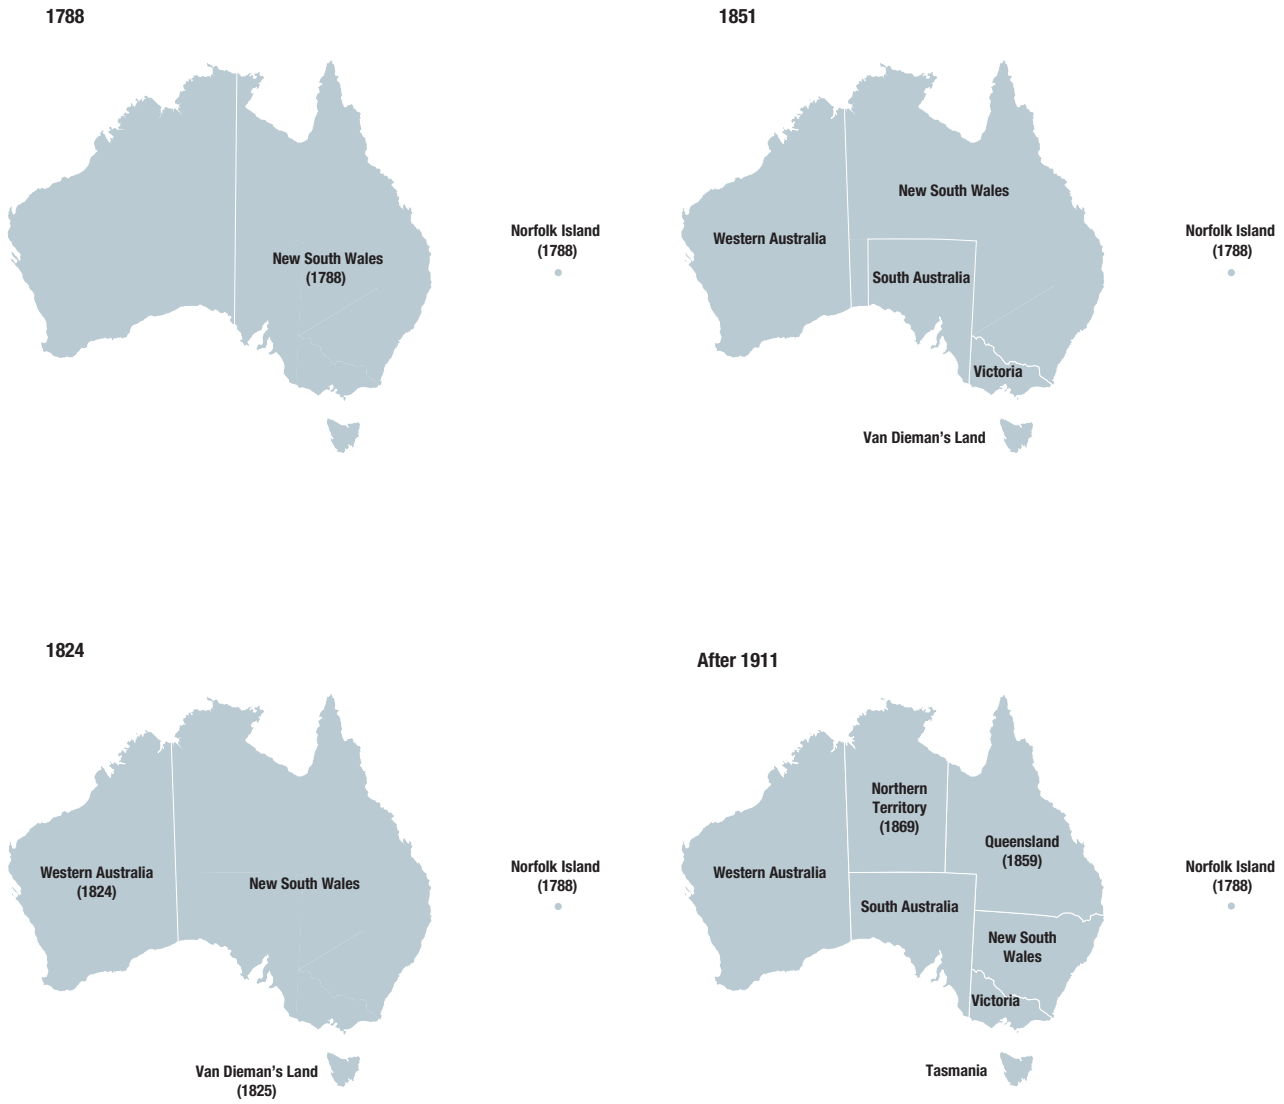 1788
New South Wales
(1788)
Norfolk Island
(1788)
1851
New South Wales
Western Australia
South Australia
Victoria
Van Dieman's Land
Norfolk Island
(1788)
1824
Western Australia
(1824)
New South Wales
Norfolk Island
(1788)
Van Dieman's Land
(1825)
After 1911
Northern
Territory
(1869)
Queensland
(1859)
Western Australia
South Australia
New South
Wales
Victoria
Tasmania
Norfolk Island
(1788)